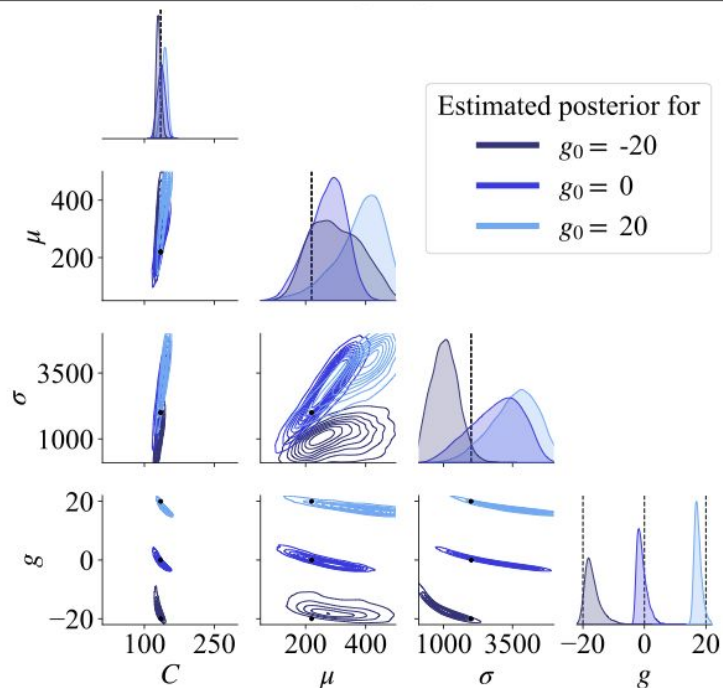 Estimated posterior for
g₀ = -20
g₀ = 0
g₀ = 20
400
μ
200
3500
σ
1000
20
g
0
−20
100 250
200 400
1000 3500
−20 0 20
C
μ
σ
g